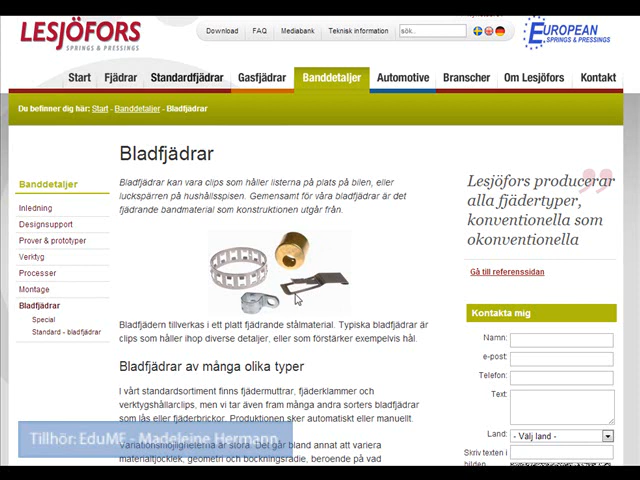 LESJÖFORS
SPRINGS & PRESSINGS
Download
FAQ
Mediabank
Teknisk information
sök..
EUROPEAN
SPRINGS & PRESSINGS
Start
Fjädrar
Standardfjädrar
Gasfjädrar
Banddetaljer
Automotive
Branscher
Om Lesjöfors
Kontakt
Du befinner dig här: Start - Banddetaljer - Bladfjädrar
Banddetaljer
Inledning
Designsupport
Prover & prototyper
Verktyg
Processer
Montage
Bladfjädrar
Special
Standard - bladfjädrar
Bladfjädrar
Bladfjädrar kan vara clips som håller listerna på plats på bilen, eller
luckspärren på hushållsspisen. Gemensamt för våra bladfjädrar är det
fjädrande bandmaterial som konstruktionen utgår från.
Bladfjädern tillverkas i ett platt fjädrande stålmaterial. Typiska bladfjädrar är
clips som håller ihop diverse detaljer, eller som förstärker exempelvis hål.
Bladfjädrar av många olika typer
I vårt standardsortiment finns fjädermuttrar, fjäderklammer och
verktygshållarclips, men vi tar även fram många andra sorters bladfjädrar
som lås eller fjäderbrickor. Produktionen sker automatiskt eller manuellt.
Variationsmöjligheterna är stora. Det går bland annat att variera
materialtjocklek, geometri och bockningsradie, beroende på vad
Lesjöfors producerar
alla fjädertyper,
konventionella som
okonventionella
Gå till referenssidan
Kontakta mig
Namn:
e-post:
Telefon:
Text:
Land:
- Välj land -
Skriv texten i
bilden
Tillhör: EduME - Madeleine Hermann